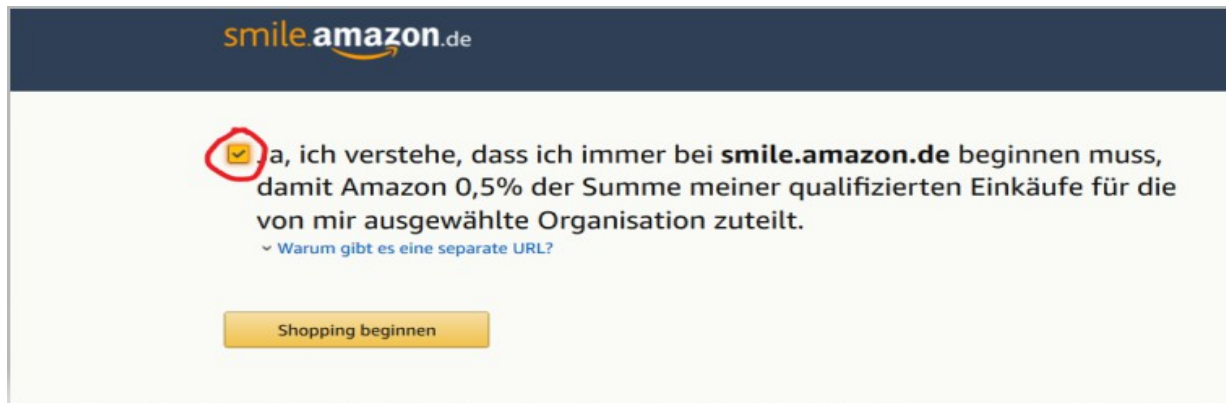 smile.amazon.de
Ja, ich verstehe, dass ich immer bei smile.amazon.de beginnen muss,
damit Amazon 0,5% der Summe meiner qualifizierten Einkäufe für die
von mir ausgewählte Organisation zuteilt.
Warum gibt es eine separate URL?
Shopping beginnen